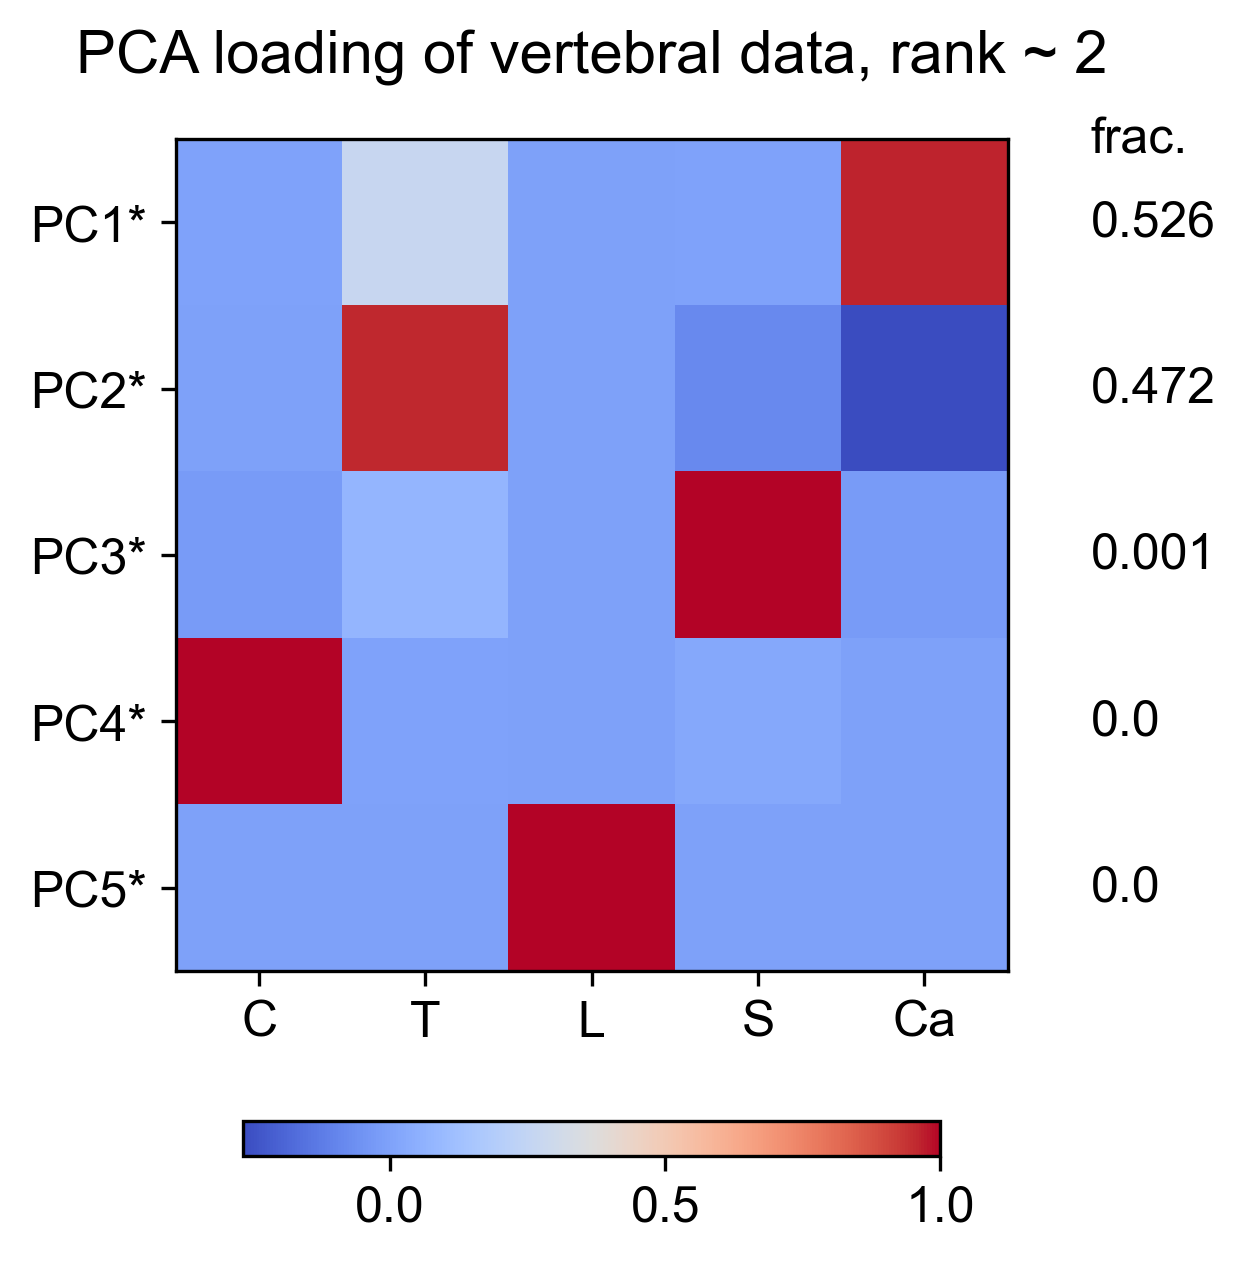 PCA loading of vertebral data, rank ~ 2
frac.
PC1* 0.526
PC2* 0.472
PC3* 0.001
PC4* 0.0
PC5* 0.0
C T L S Ca
0.0 0.5 1.0